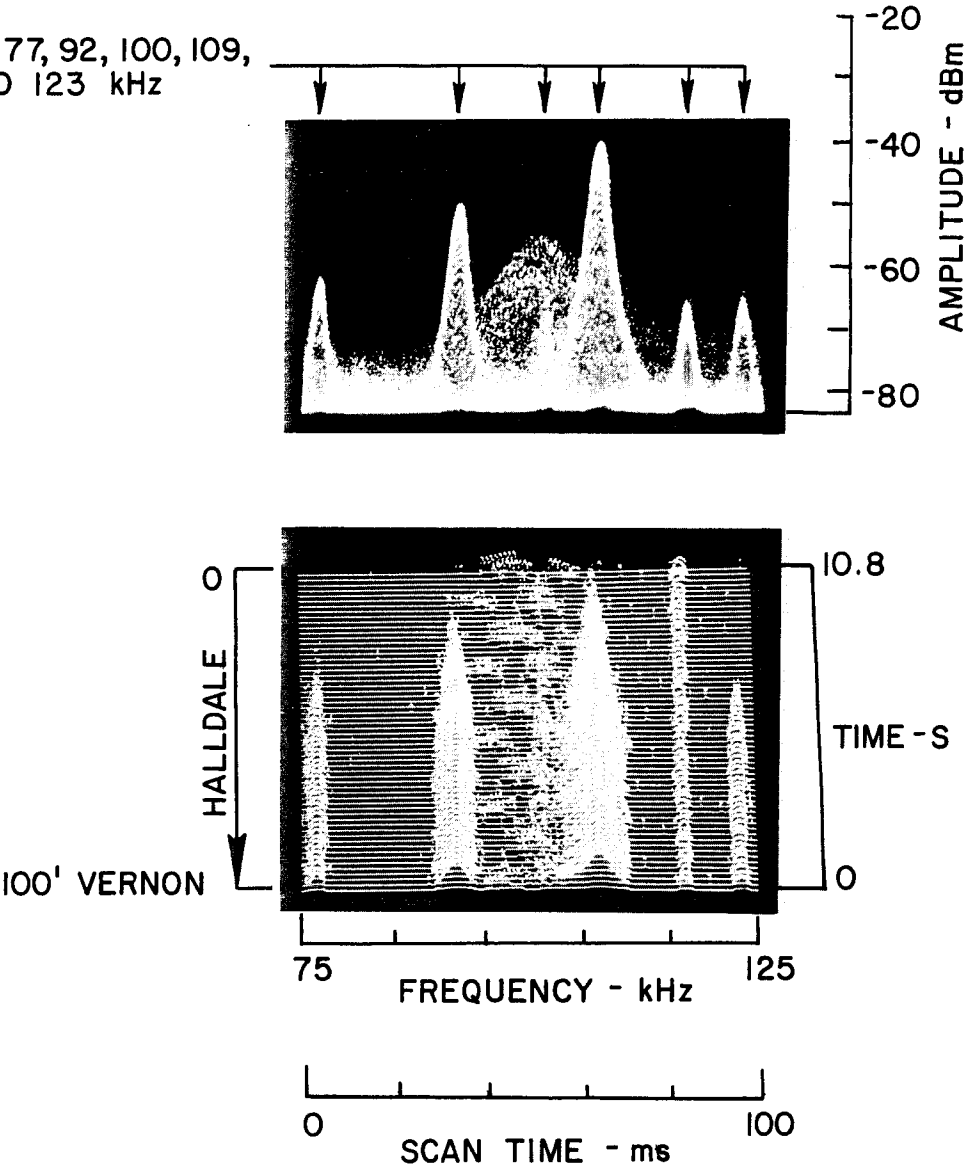 77, 92, 100, 109,
123 kHz
-20
-40
-60
-80
AMPLITUDE - dBm
0
HALLDALE
100' VERNON
10.8
TIME - S
0
75
125
FREQUENCY - kHz
0
100
SCAN TIME - ms